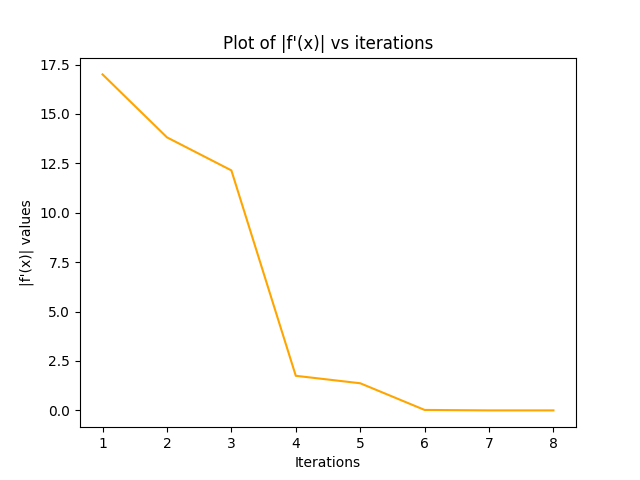 Plot of |f'(x)| vs iterations
17.5
15.0
12.5
10.0
7.5
5.0
2.5
0.0
|f'(x)| values
1 2 3 4 5 6 7 8
Iterations